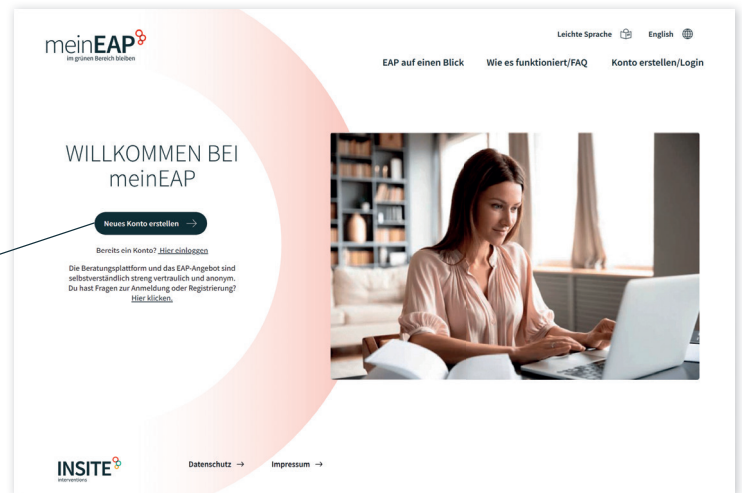 meinEAP
im grünen Bereich bleiben
Leichte Sprache
English
EAP auf einen Blick
Wie es funktioniert/FAQ
Konto erstellen/Login
WILLKOMMEN BEI
meinEAP
Neues Konto erstellen →
Bereits ein Konto? Hier einloggen
Die Beratungsplattform und das EAP-Angebot sind
selbstverständlich streng vertraulich und anonym.
Du hast Fragen zur Anmeldung oder Registrierung?
Hier klicken.
INSITE
interventions
Datenschutz →
Impressum →